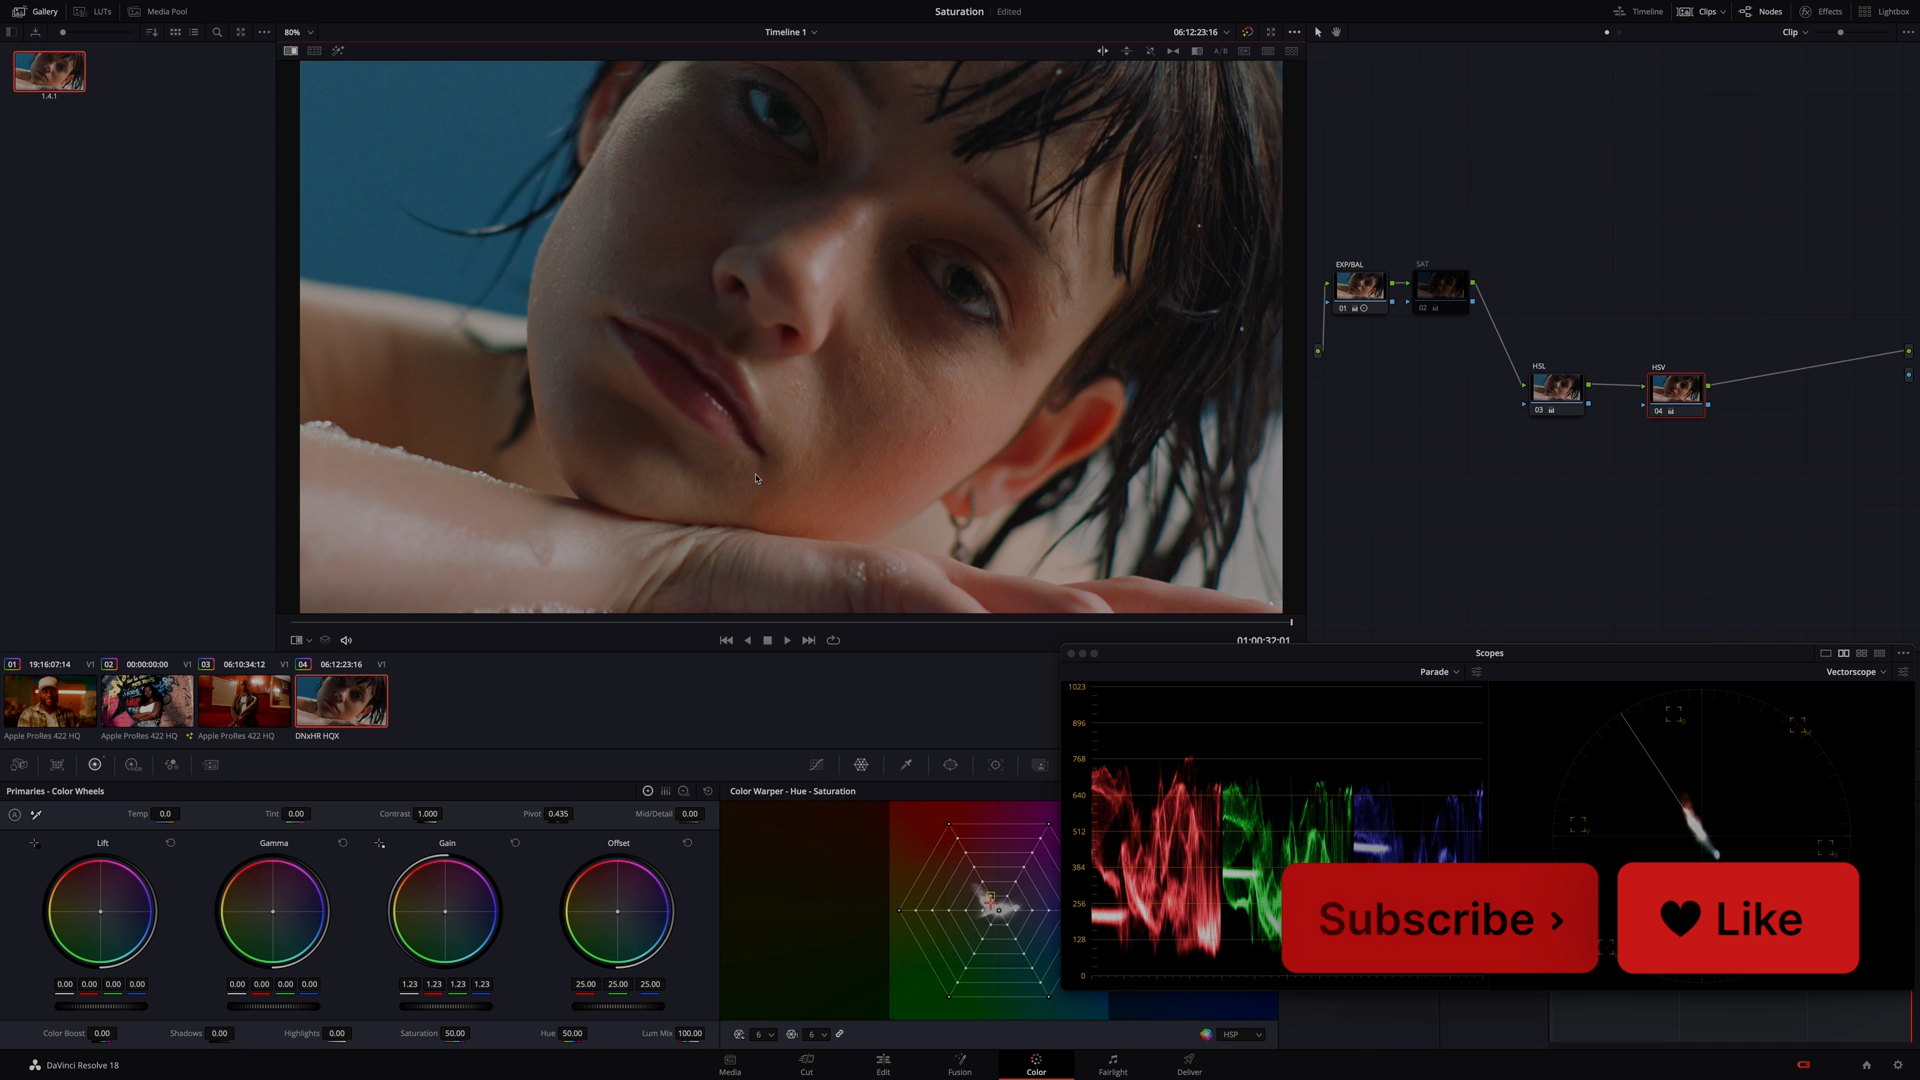 Gallery LUTs Media Pool Saturation Edited Timeline Clips Nodes Effects Lightbox
80% Timeline 1 06:12:23:16 Clip
A/B
1.4.1
EXP/BAL SAT
01 02
HSL HSV
03 04
01:00:32:01
01 19:16:07:14 V1 02 00:00:00:00 V1 03 06:10:34:12 V1 04 06:12:23:16 V1
Apple ProRes 422 HQ Apple ProRes 422 HQ Apple ProRes 422 HQ DNxHR HQX
Scopes
Parade Vectorscope
1023
896
768
640
512
384
256
128
0
Subscribe › Like
Primaries - Color Wheels Color Warper - Hue - Saturation
A Temp 0.0 Tint 0.00 Contrast 1.000 Pivot 0.435 Mid/Detail 0.00
Lift Gamma Gain Offset
0.00 0.00 0.00 0.00 0.00 0.00 0.00 0.00 1.23 1.23 1.23 1.23 25.00 25.00 25.00
Color Boost 0.00 Shadows 0.00 Highlights 0.00 Saturation 50.00 Hue 50.00 Lum Mix 100.00
6 6 HSP
DaVinci Resolve 18
Media Cut Edit Fusion Color Fairlight Deliver